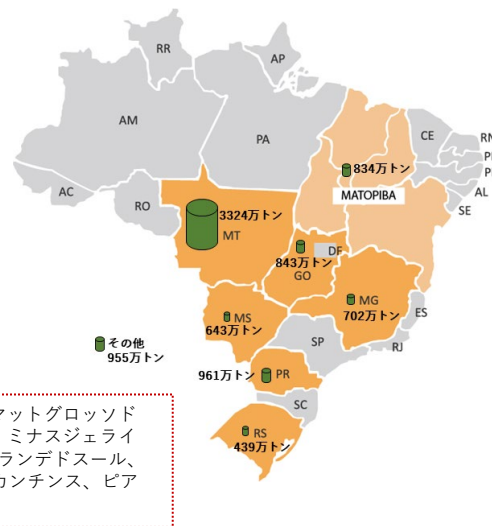 RR
AP
AM
PA
CE
RN
834万トン
MATOPIBA
AL
SE
AC
RO
3324万トン
MT
DF
843万トン
GO
MG
702万トン
ES
MS
643万トン
SP
RJ
その他
955万トン
961万トン
PR
SC
RS
439万トン
マットグロッソド
ミナスジェライ
ランデドスール、
カンチンス、ピア